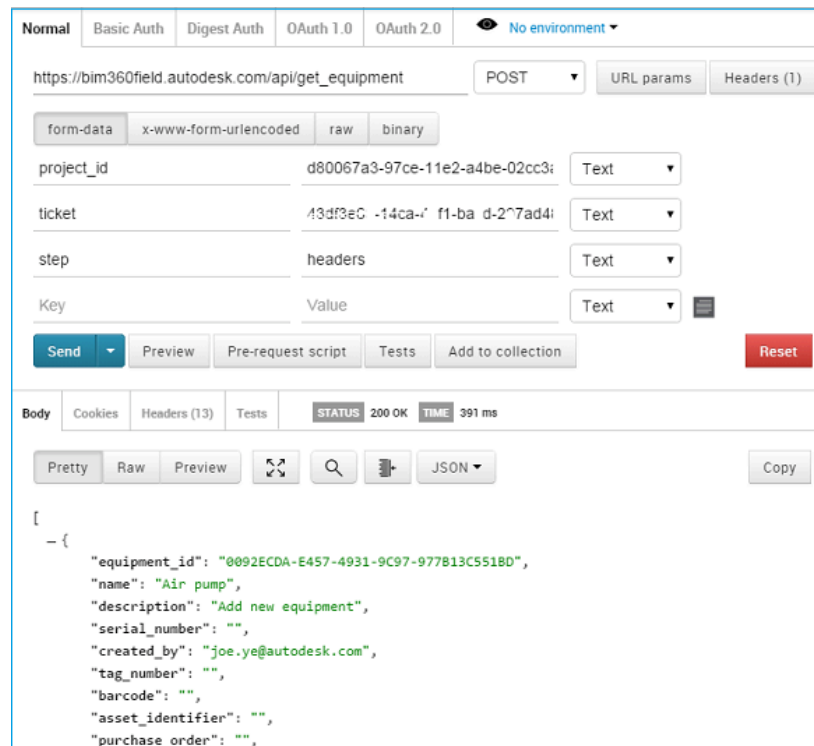 Normal Basic Auth Digest Auth OAuth 1.0 OAuth 2.0 No environment
https://bim360field.autodesk.com/api/get_equipment POST URL params Headers (1)
form-data x-www-form-urlencoded raw binary
project_id d80067a3-97ce-11e2-a4be-02cc3a Text
ticket Text
step headers Text
Key Value Text
Send Preview Pre-request script Tests Add to collection Reset
Body Cookies Headers (13) Tests STATUS 200 OK TIME 391 ms
Pretty Raw Preview JSON Copy
[
– {
"equipment_id": "0092ECDA-E457-4931-9C97-977B13C551BD",
"name": "Air pump",
"description": "Add new equipment",
"serial_number": "",
"created_by": "joe.ye@autodesk.com",
"tag_number": "",
"barcode": "",
"asset_identifier": "",
"purchase_order": "",